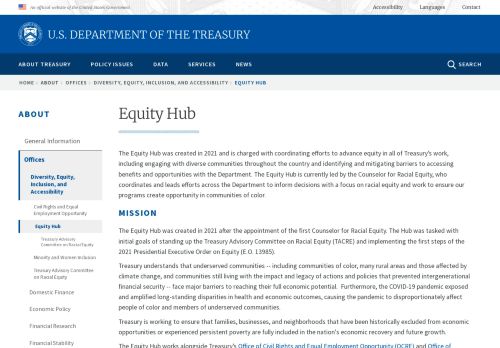 An official website of the United States Government
Accessibility
Languages
Contact
U.S. DEPARTMENT OF THE TREASURY
ABOUT TREASURY
POLICY ISSUES
DATA
SERVICES
NEWS
SEARCH
HOME › ABOUT › OFFICES › DIVERSITY, EQUITY, INCLUSION, AND ACCESSIBILITY › EQUITY HUB
ABOUT
General Information
Offices
Diversity, Equity,
Inclusion, and
Accessibility
Civil Rights and Equal
Employment Opportunity
Equity Hub
Treasury Advisory
Committee on Racial Equity
Minority and Women Inclusion
Treasury Advisory Committee
on Racial Equity
Domestic Finance
Economic Policy
Financial Research
Financial Stability
Equity Hub
The Equity Hub was created in 2021 and is charged with coordinating efforts to advance equity in all of Treasury's work,
including engaging with diverse communities throughout the country and identifying and mitigating barriers to accessing
benefits and opportunities with the Department. The Equity Hub is currently led by the Counselor for Racial Equity, who
coordinates and leads efforts across the Department to inform decisions with a focus on racial equity and work to ensure our
programs create opportunity in communities of color.
MISSION
The Equity Hub was created in 2021 after the appointment of the first Counselor for Racial Equity. The Hub was tasked with
initial goals of standing up the Treasury Advisory Committee on Racial Equity (TACRE) and implementing the first steps of the
2021 Presidential Executive Order on Equity (E.O. 13985).
Treasury understands that underserved communities -- including communities of color, many rural areas and those affected by
climate change, and communities still living with the impact and legacy of actions and policies that prevented intergenerational
financial security -- face major barriers to reaching their full economic potential. Furthermore, the COVID-19 pandemic exposed
and amplified long-standing disparities in health and economic outcomes, causing the pandemic to disproportionately affect
people of color and members of underserved communities.
Treasury is working to ensure that families, businesses, and neighborhoods that have been historically excluded from economic
opportunities or experienced persistent poverty are fully included in the nation's economic recovery and future growth.
The Equity Hub works alongside Treasury's Office of Civil Rights and Equal Employment Opportunity (OCRE) and Office of